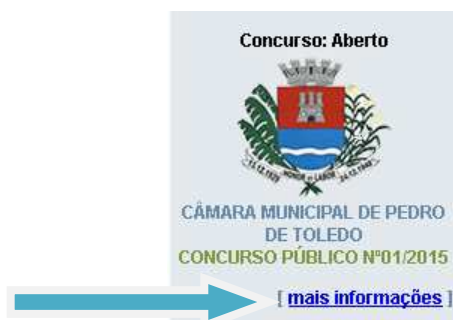 Concurso: Aberto
CÂMARA MUNICIPAL DE PEDRO
DE TOLEDO
CONCURSO PÚBLICO Nº01/2015
[ mais informações ]